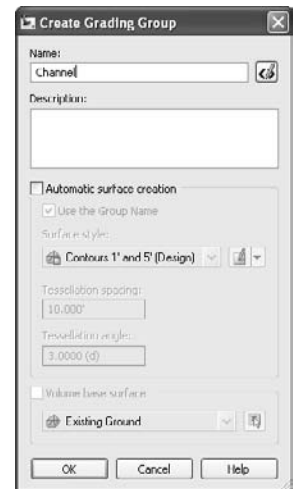 Create Grading Group
Name:
Channel
Description:
Automatic surface creation
Use the Group Name
Surface style:
Contours 1' and 5' (Design)
Tessellation spacing:
10.000'
Tessellation angle:
3.0000 (d)
Volume base surface
Existing Ground
OK Cancel Help